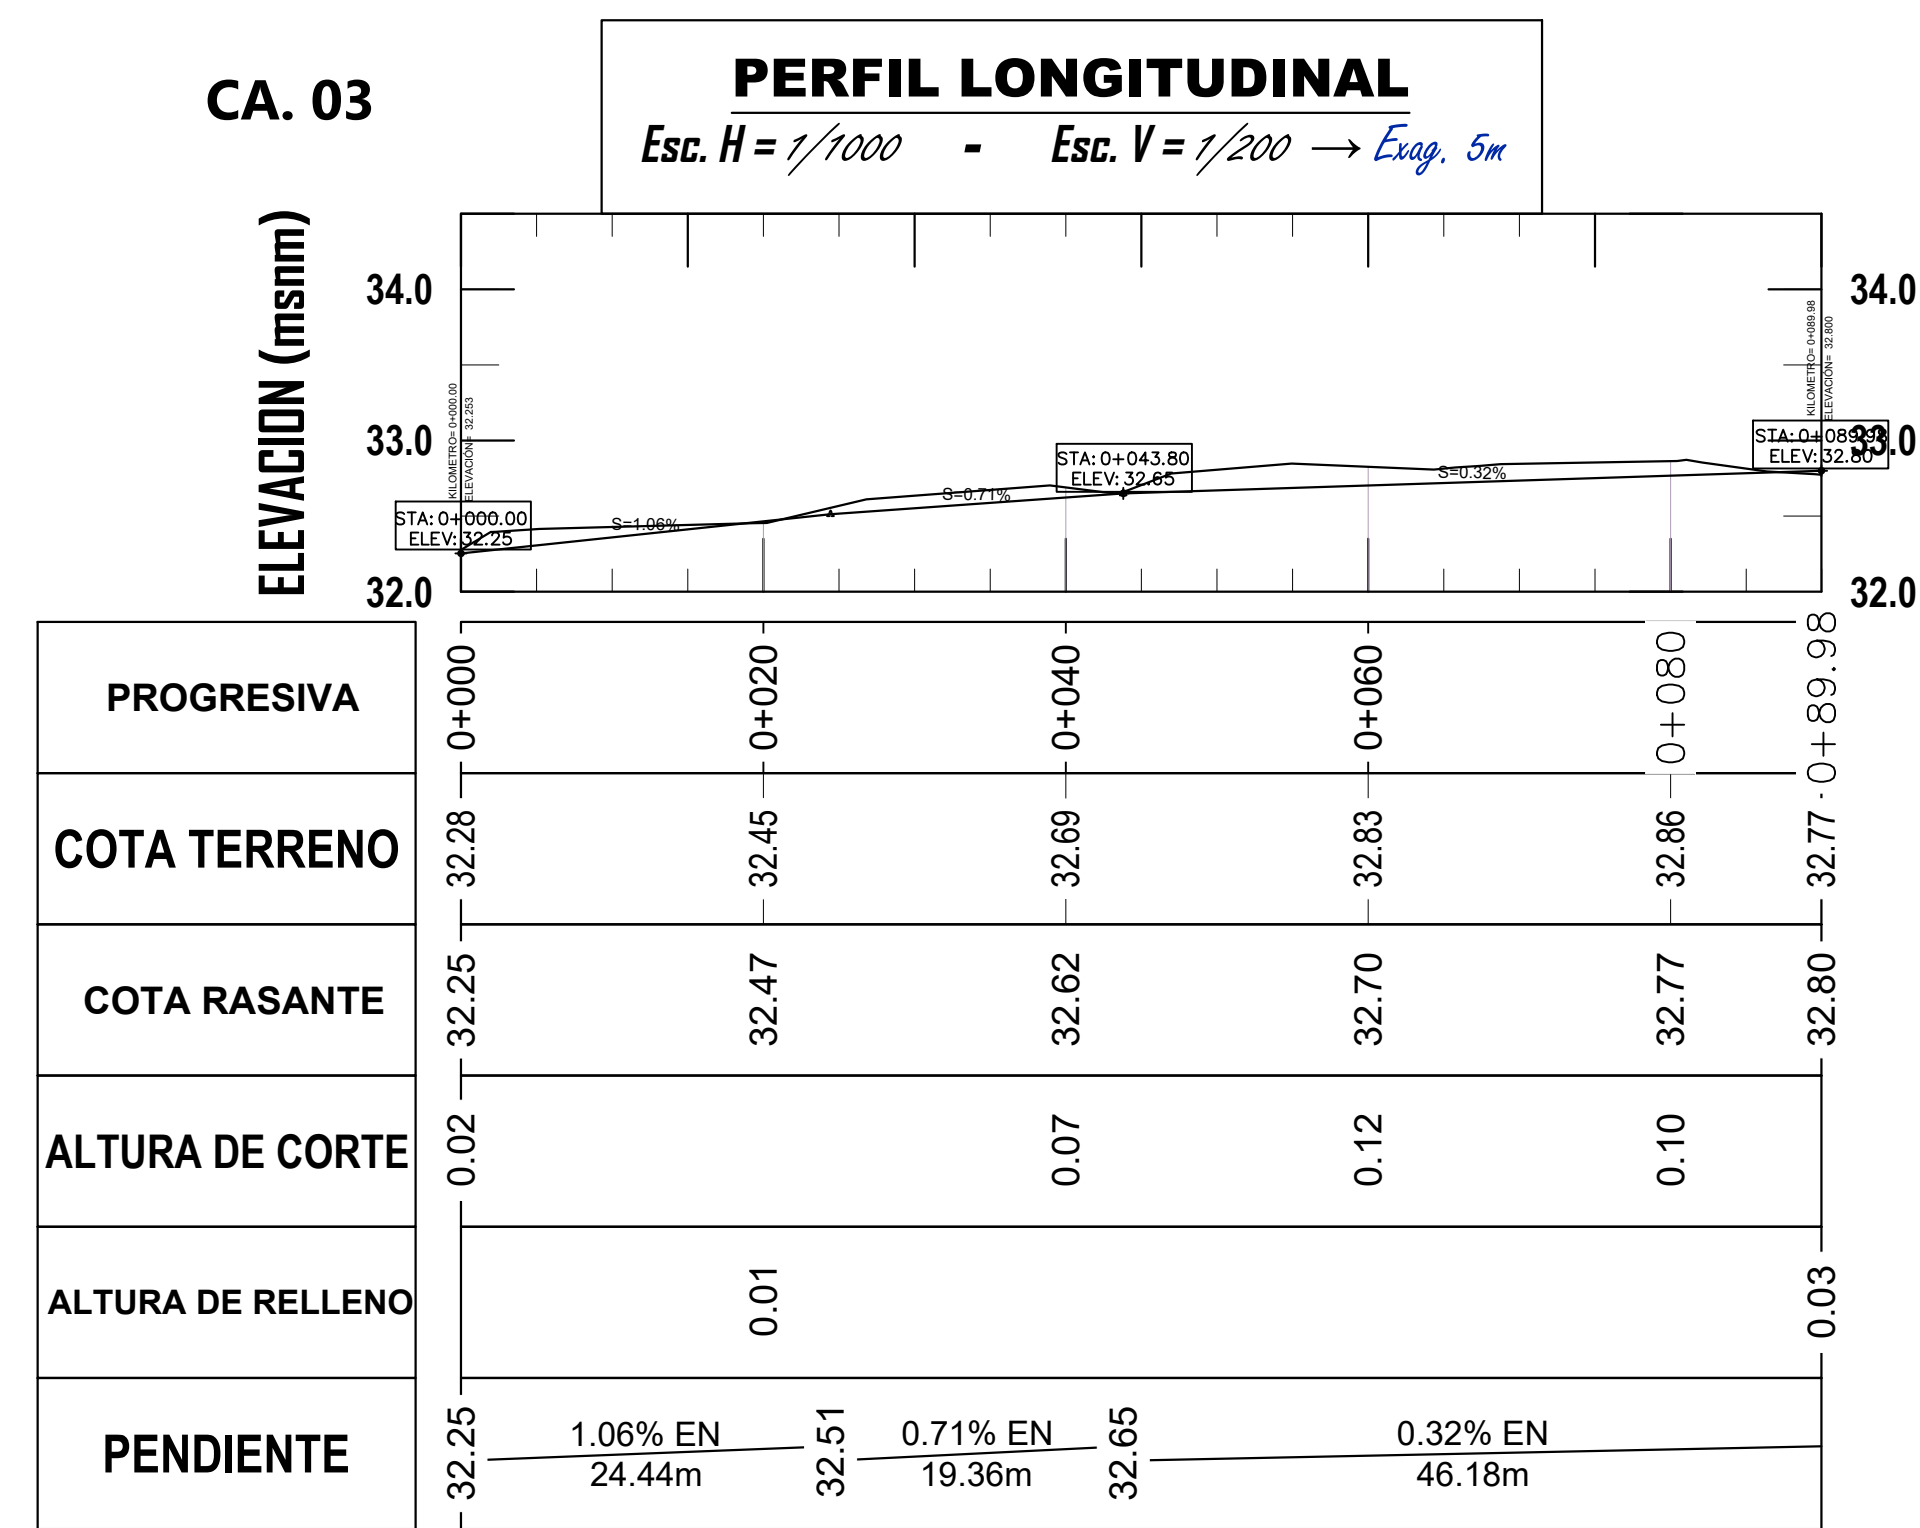 CA. 03
PERFIL LONGITUDINAL
Esc. H = 1/1000 - Esc. V = 1/200 → Exag. 5m
ELEVACION (msnm)
34.0
33.0
32.0
34.0
33.0
32.0
KILOMETRO= 0+000.00
ELEVACIÓN= 32.253
STA: 0+000.00
ELEV: 32.25
S=1.06%
S=0.71%
STA: 0+043.80
ELEV: 32.65
S=0.32%
KILOMETRO= 0+089.98
ELEVACIÓN= 32.800
STA: 0+089.98
ELEV: 32.80
PROGRESIVA 0+000 0+020 0+040 0+060 0+080 0+89.98
COTA TERRENO 32.28 32.45 32.69 32.83 32.86 32.77
COTA RASANTE 32.25 32.47 32.62 32.70 32.77 32.80
ALTURA DE CORTE 0.02 0.07 0.12 0.10
ALTURA DE RELLENO 0.01 0.03
PENDIENTE 32.25 1.06% EN 32.51 0.71% EN 32.65 0.32% EN
24.44m 19.36m 46.18m